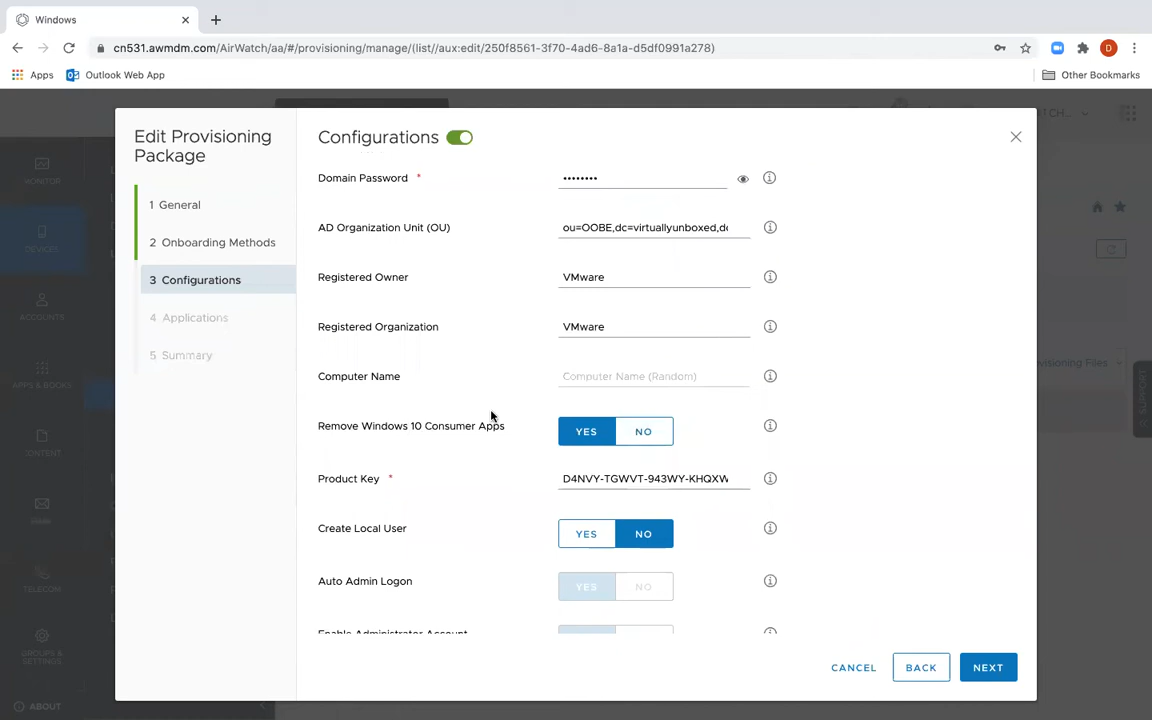 Windows
cn531.awmdm.com/AirWatch/aa/#/provisioning/manage/(list//aux:edit/250f8561-3f70-4ad6-8a1a-d5df0991a278)
D
Apps
Outlook Web App
Other Bookmarks
Edit Provisioning
Package
1 General
2 Onboarding Methods
3 Configurations
4 Applications
5 Summary
Configurations
Domain Password *
••••••••
AD Organization Unit (OU)
ou=OOBE,dc=virtuallyunboxed,dc
Registered Owner
VMware
Registered Organization
VMware
Computer Name
Computer Name (Random)
Remove Windows 10 Consumer Apps
YES NO
Product Key *
D4NVY-TGWVT-943WY-KHQXW
Create Local User
YES NO
Auto Admin Logon
YES NO
Enable Administrator Account
CANCEL BACK NEXT
MONITOR
DEVICES
ACCOUNTS
APPS & BOOKS
CONTENT
TELECOM
GROUPS &
SETTINGS
ABOUT
visioning Files
SUPPORT